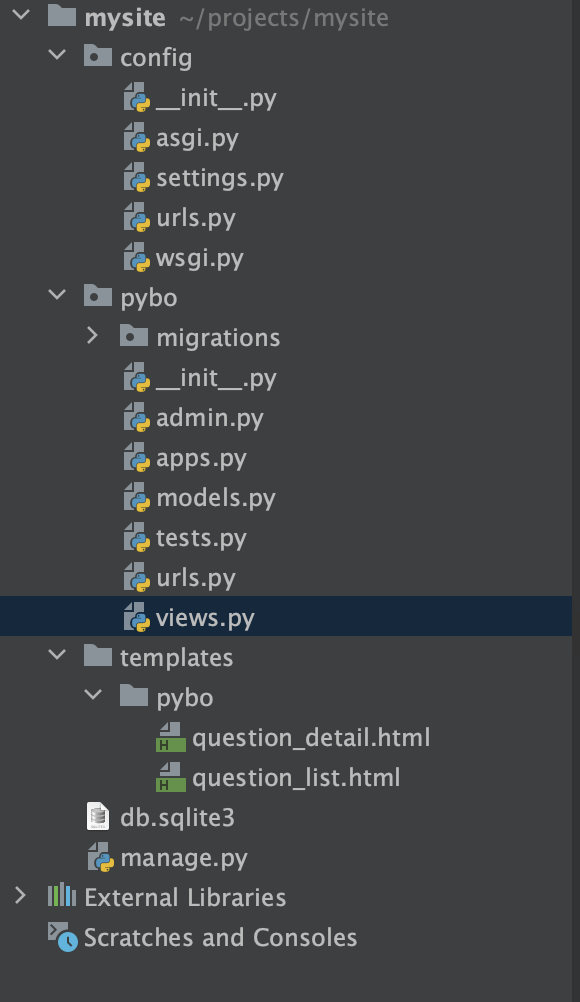 mysite ~/projects/mysite
config
__init__.py
asgi.py
settings.py
urls.py
wsgi.py
pybo
migrations
__init__.py
admin.py
apps.py
models.py
tests.py
urls.py
views.py
templates
pybo
H question_detail.html
H question_list.html
db.sqlite3
manage.py
External Libraries
Scratches and Consoles